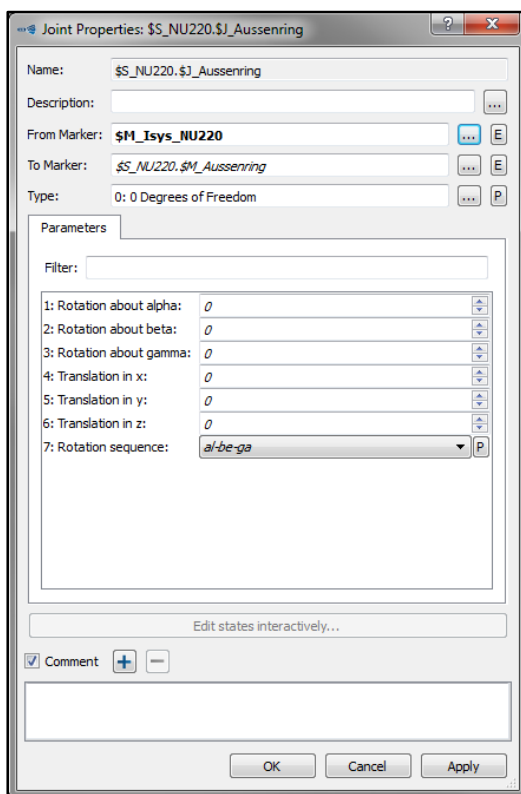 Joint Properties: $S_NU220.$J_Aussenring ? X
Name: $S_NU220.$J_Aussenring
Description: ...
From Marker: $M_Isys_NU220 ... E
To Marker: $S_NU220.$M_Aussenring ... E
Type: 0: 0 Degrees of Freedom ... P
Parameters
Filter:
1: Rotation about alpha: 0
2: Rotation about beta: 0
3: Rotation about gamma: 0
4: Translation in x: 0
5: Translation in y: 0
6: Translation in z: 0
7: Rotation sequence: al-be-ga P
Edit states interactively...
Comment
OK Cancel Apply